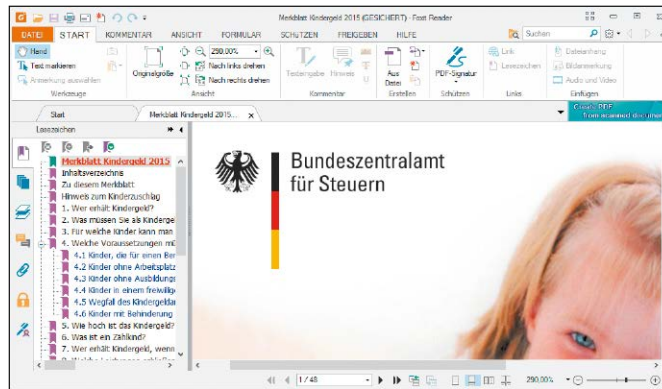 Merkblatt Kindergeld 2015 (GESICHERT) - Foxit Reader
DATEI START KOMMENTAR ANSICHT FORMULAR SCHÜTZEN FREIGEBEN HILFE
Suchen
Hand
Text markieren
Anmerkung auswählen
Werkzeuge
Originalgröße
290,00%
Nach links drehen
Nach rechts drehen
Ansicht
Texteingabe Hinweis
Kommentar
Aus Datei
Erstellen
PDF-Signatur
Schützen
Link
Lesezeichen
Links
Dateianhang
Bildanmerkung
Audio und Video
Einfügen
Start
Merkblatt Kindergeld 2015... x
Create PDF
from scanned documen
Lesezeichen
Merkblatt Kindergeld 2015
Inhaltsverzeichnis
Zu diesem Merkblatt
Hinweis zum Kinderzuschlag
1. Wer erhält Kindergeld?
2. Was müssen Sie als Kinderge
3. Für welche Kinder kann man
4. Welche Voraussetzungen mü
4.1 Kinder, die für einen Ber
4.2 Kinder ohne Arbeitsplatz
4.3 Kinder ohne Ausbildungs
4.4 Kinder in einem freiwillig
4.5 Wegfall des Kindergeldan
4.6 Kinder mit Behinderung
5. Wie hoch ist das Kindergeld?
6. Was ist ein Zählkind?
7. Wer erhält Kindergeld, wenn
Bundeszentralamt
für Steuern
1 / 48
290,00%